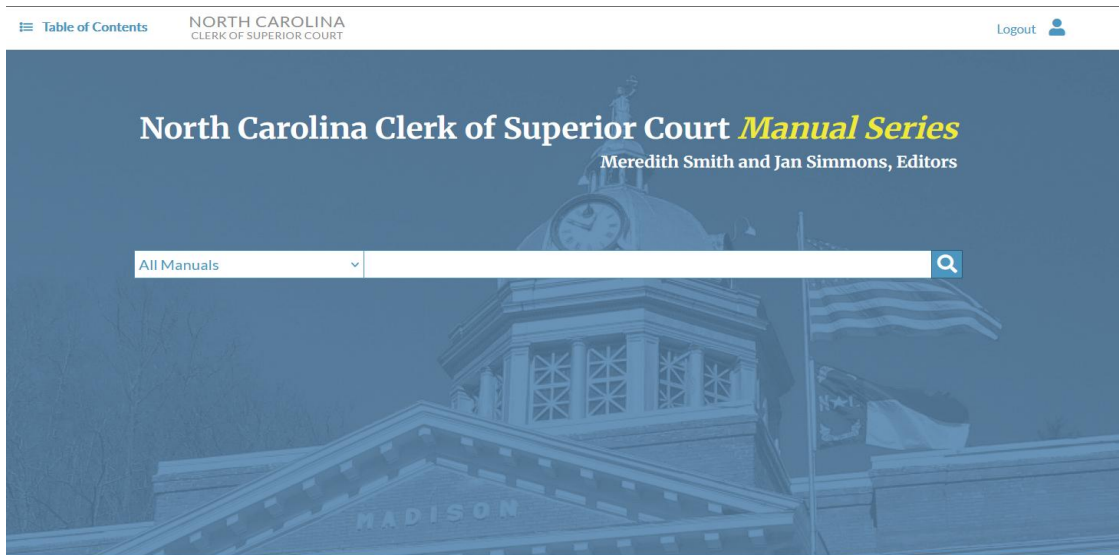 Table of Contents
NORTH CAROLINA
CLERK OF SUPERIOR COURT
Logout
North Carolina Clerk of Superior Court Manual Series
Meredith Smith and Jan Simmons, Editors
All Manuals
MADISON